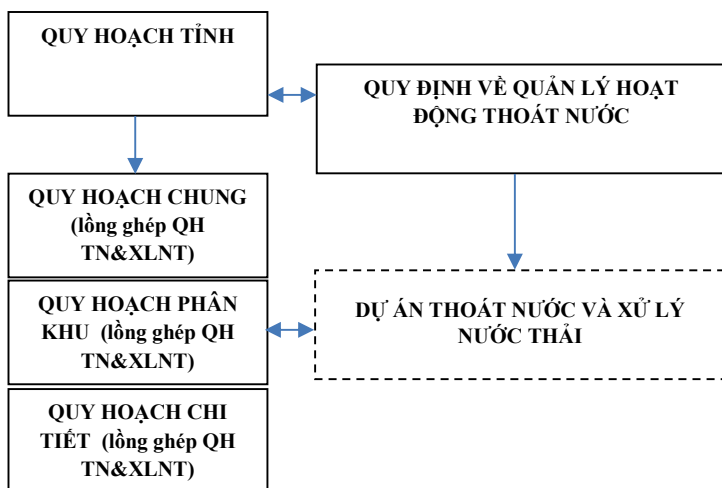 QUY HOẠCH TỈNH
QUY ĐỊNH VỀ QUẢN LÝ HOẠT
ĐỘNG THOÁT NƯỚC
QUY HOẠCH CHUNG
(lồng ghép QH
TN&XLNT)
QUY HOẠCH PHÂN
KHU (lồng ghép QH
TN&XLNT)
DỰ ÁN THOÁT NƯỚC VÀ XỬ LÝ
NƯỚC THẢI
QUY HOẠCH CHI
TIẾT (lồng ghép QH
TN&XLNT)